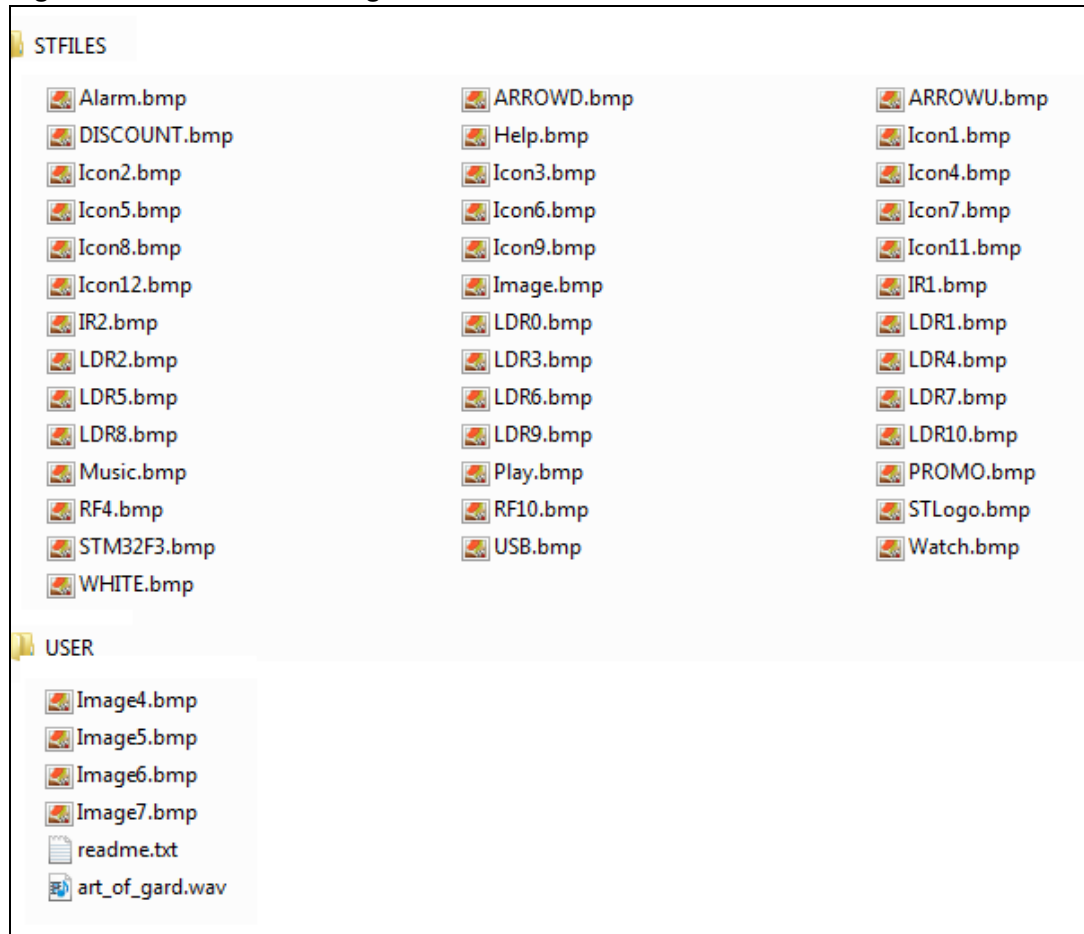 STFILES
Alarm.bmp ARROWD.bmp ARROWU.bmp
DISCOUNT.bmp Help.bmp Icon1.bmp
Icon2.bmp Icon3.bmp Icon4.bmp
Icon5.bmp Icon6.bmp Icon7.bmp
Icon8.bmp Icon9.bmp Icon11.bmp
Icon12.bmp Image.bmp IR1.bmp
IR2.bmp LDR0.bmp LDR1.bmp
LDR2.bmp LDR3.bmp LDR4.bmp
LDR5.bmp LDR6.bmp LDR7.bmp
LDR8.bmp LDR9.bmp LDR10.bmp
Music.bmp Play.bmp PROMO.bmp
RF4.bmp RF10.bmp STLogo.bmp
STM32F3.bmp USB.bmp Watch.bmp
WHITE.bmp
USER
Image4.bmp
Image5.bmp
Image6.bmp
Image7.bmp
readme.txt
art_of_gard.wav